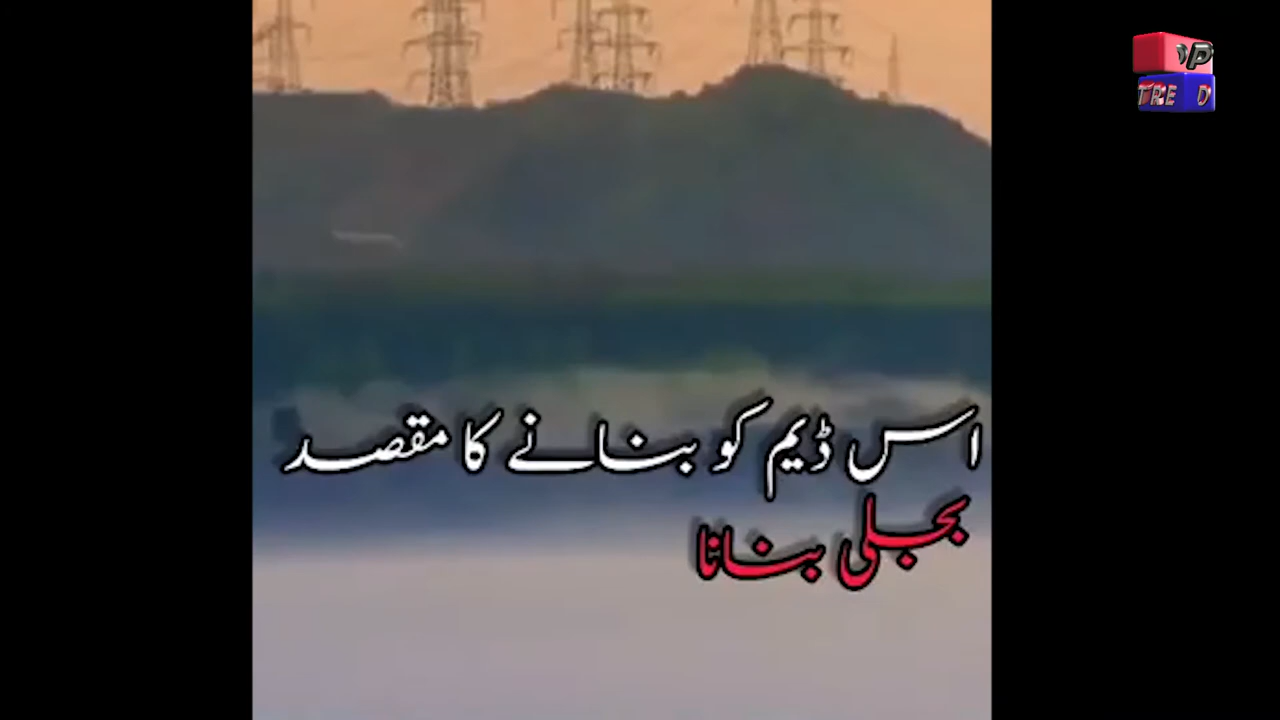 اس ڈیم کو بنانے کا مقصد
بجلی بنانا